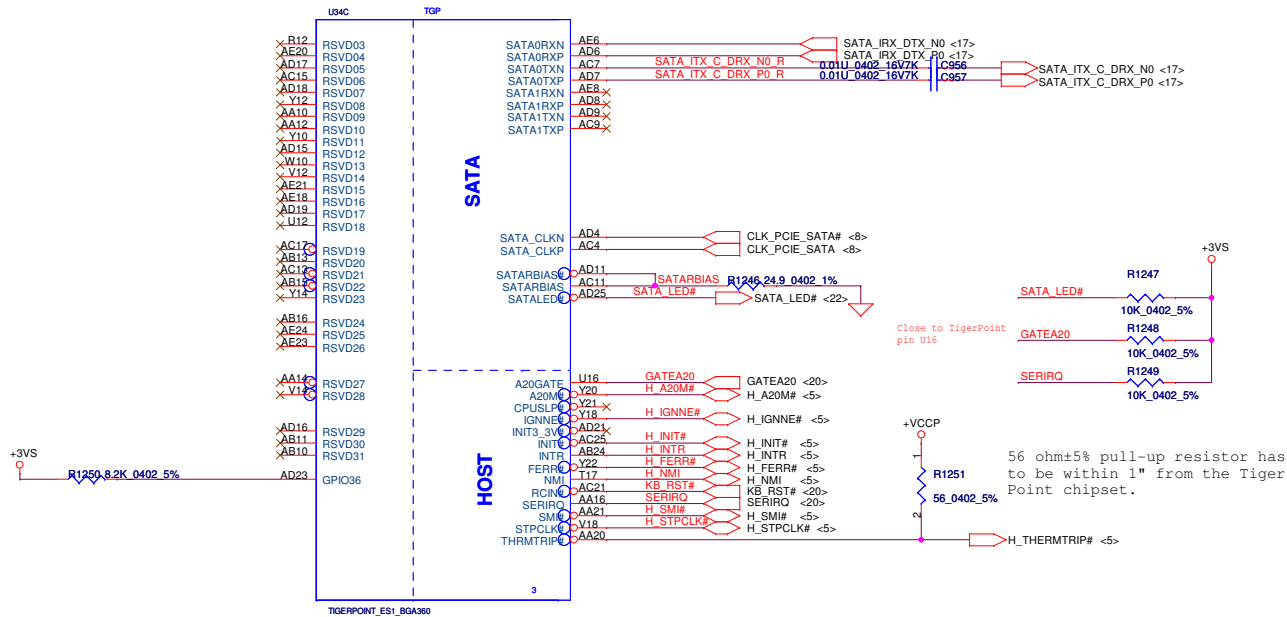 U34C TGP
R12 RSVD03 SATA0RXN AE6 SATA_IRX_DTX_N0 <17>
AE20 RSVD04 SATA0RXP AD6 SATA_IRX_DTX_P0 <17>
AD17 RSVD05 SATA0TXN AC7 SATA_ITX_C_DRX_N0_R 0.01U_0402_16V7K C956 SATA_ITX_C_DRX_N0 <17>
AC15 RSVD06 SATA0TXP AD7 SATA_ITX_C_DRX_P0_R 0.01U_0402_16V7K C957 SATA_ITX_C_DRX_P0 <17>
AD18 RSVD07 SATA1RXN AE8
Y12 RSVD08 SATA1RXP AD8
AA10 RSVD09 SATA1TXN AD9
AA12 RSVD10 SATA1TXP AC9
Y10 RSVD11
AD15 RSVD12
W10 RSVD13
V12 RSVD14
AE21 RSVD15
AE18 RSVD16
AD19 RSVD17
U12 RSVD18
SATA
SATA_CLKN AD4 CLK_PCIE_SATA# <8>
AC17 RSVD19 SATA_CLKP AC4 CLK_PCIE_SATA <8>
AB13 RSVD20
AC13 RSVD21 SATARBIAS# AD11
AB15 RSVD22 SATARBIAS AC11 SATARBIAS R1246 24.9_0402_1%
Y14 RSVD23 SATALED# AD25 SATA_LED# SATA_LED# <22>
AB16 RSVD24
AE24 RSVD25
AE23 RSVD26
+3VS
R1247
SATA_LED#
10K_0402_5%
Close to TigerPoint
pin U16
R1248
GATEA20
10K_0402_5%
R1249
SERIRQ
10K_0402_5%
AA14 RSVD27 A20GATE U16 GATEA20 GATEA20 <20>
V14 RSVD28 A20M# Y20 H_A20M# H_A20M# <5>
CPUSLP# Y21
IGNNE# Y18 H_IGNNE# H_IGNNE# <5>
AD16 RSVD29 INIT3_3V# AD21
AB11 RSVD30 INIT# AC25 H_INIT# H_INIT# <5>
AB10 RSVD31 INTR AB24 H_INTR H_INTR <5>
FERR# Y22 H_FERR# H_FERR# <5>
+3VS
R1250 8.2K_0402_5% AD23 GPIO36 NMI T17 H_NMI H_NMI <5>
RCIN# AC21 KB_RST# KB_RST# <20>
SERIRQ AA16 SERIRQ SERIRQ <20>
SMI# AA21 H_SMI# H_SMI# <5>
STPCLK# V18 H_STPCLK# H_STPCLK# <5>
THRMTRIP# AA20 H_THERMTRIP# <5>
HOST
+VCCP
1
R1251
56_0402_5%
2
56 ohm±5% pull-up resistor has
to be within 1" from the Tiger
Point chipset.
3
TIGERPOINT_ES1_BGA360